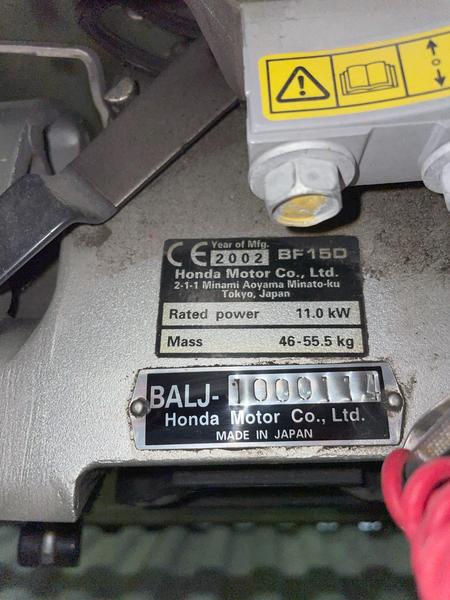 CE Year of Mfg. 2002 BF15D
Honda Motor Co., Ltd.
2-1-1 Minami Aoyama Minato-ku
Tokyo, Japan
Rated power 11.0 kW
Mass 46-55.5 kg
BALJ-1000114
Honda Motor Co., Ltd.
MADE IN JAPAN